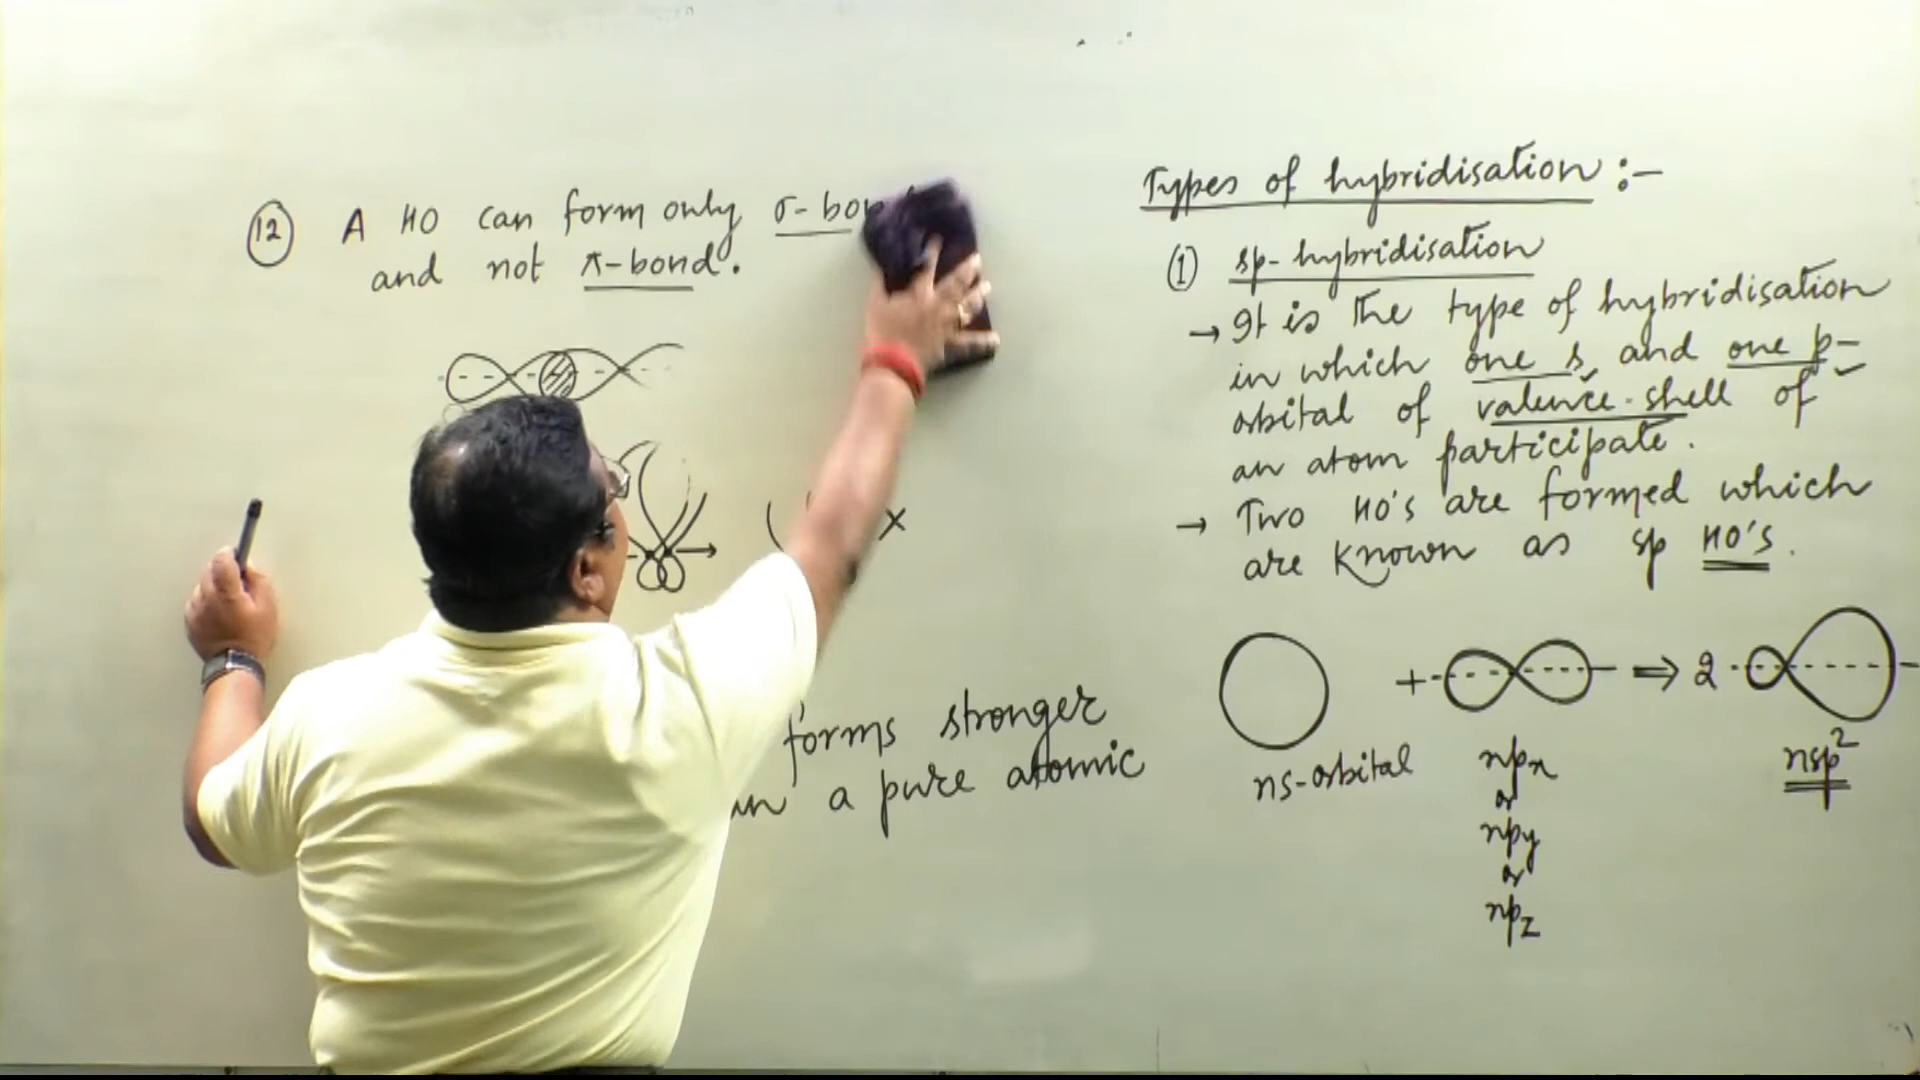 12 A HO can form only σ-bon
and not π-bond.
x
forms stronger
a pure atomic
Types of hybridisation :-
(1) sp-hybridisation
→ It is the type of hybridisation
in which one s and one p-
orbital of valence-shell of
an atom participate.
→ Two HO's are formed which
are known as sp HO's.
+ ⇒ 2
ns-orbital npx nsp²
or
npy
or
npz